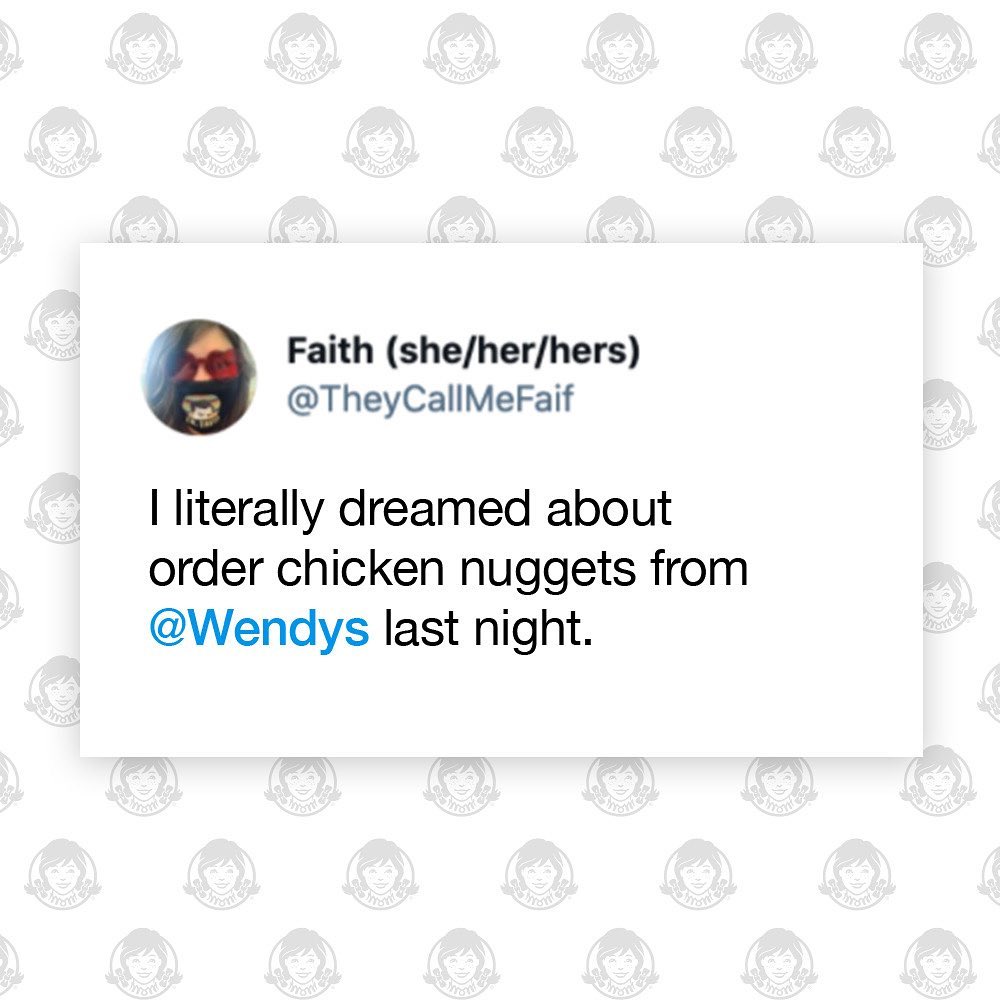 Faith (she/her/hers)
@TheyCallMeFaif
I literally dreamed about
order chicken nuggets from
@Wendys last night.